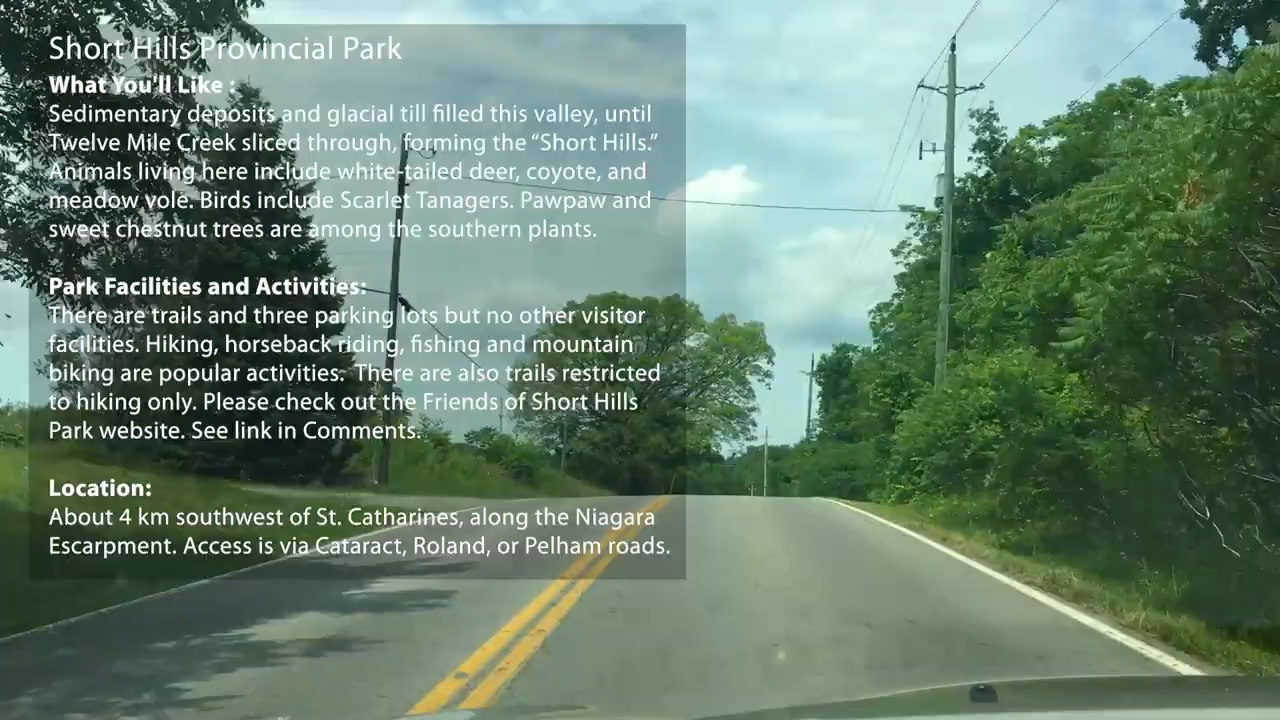 Short Hills Provincial Park
What You'll Like :
Sedimentary deposits and glacial till filled this valley, until
Twelve Mile Creek sliced through, forming the “Short Hills.”
Animals living here include white-tailed deer, coyote, and
meadow vole. Birds include Scarlet Tanagers. Pawpaw and
sweet chestnut trees are among the southern plants.
Park Facilities and Activities:
There are trails and three parking lots but no other visitor
facilities. Hiking, horseback riding, fishing and mountain
biking are popular activities.  There are also trails restricted
to hiking only. Please check out the Friends of Short Hills
Park website. See link in Comments.
Location:
About 4 km southwest of St. Catharines, along the Niagara
Escarpment. Access is via Cataract, Roland, or Pelham roads.